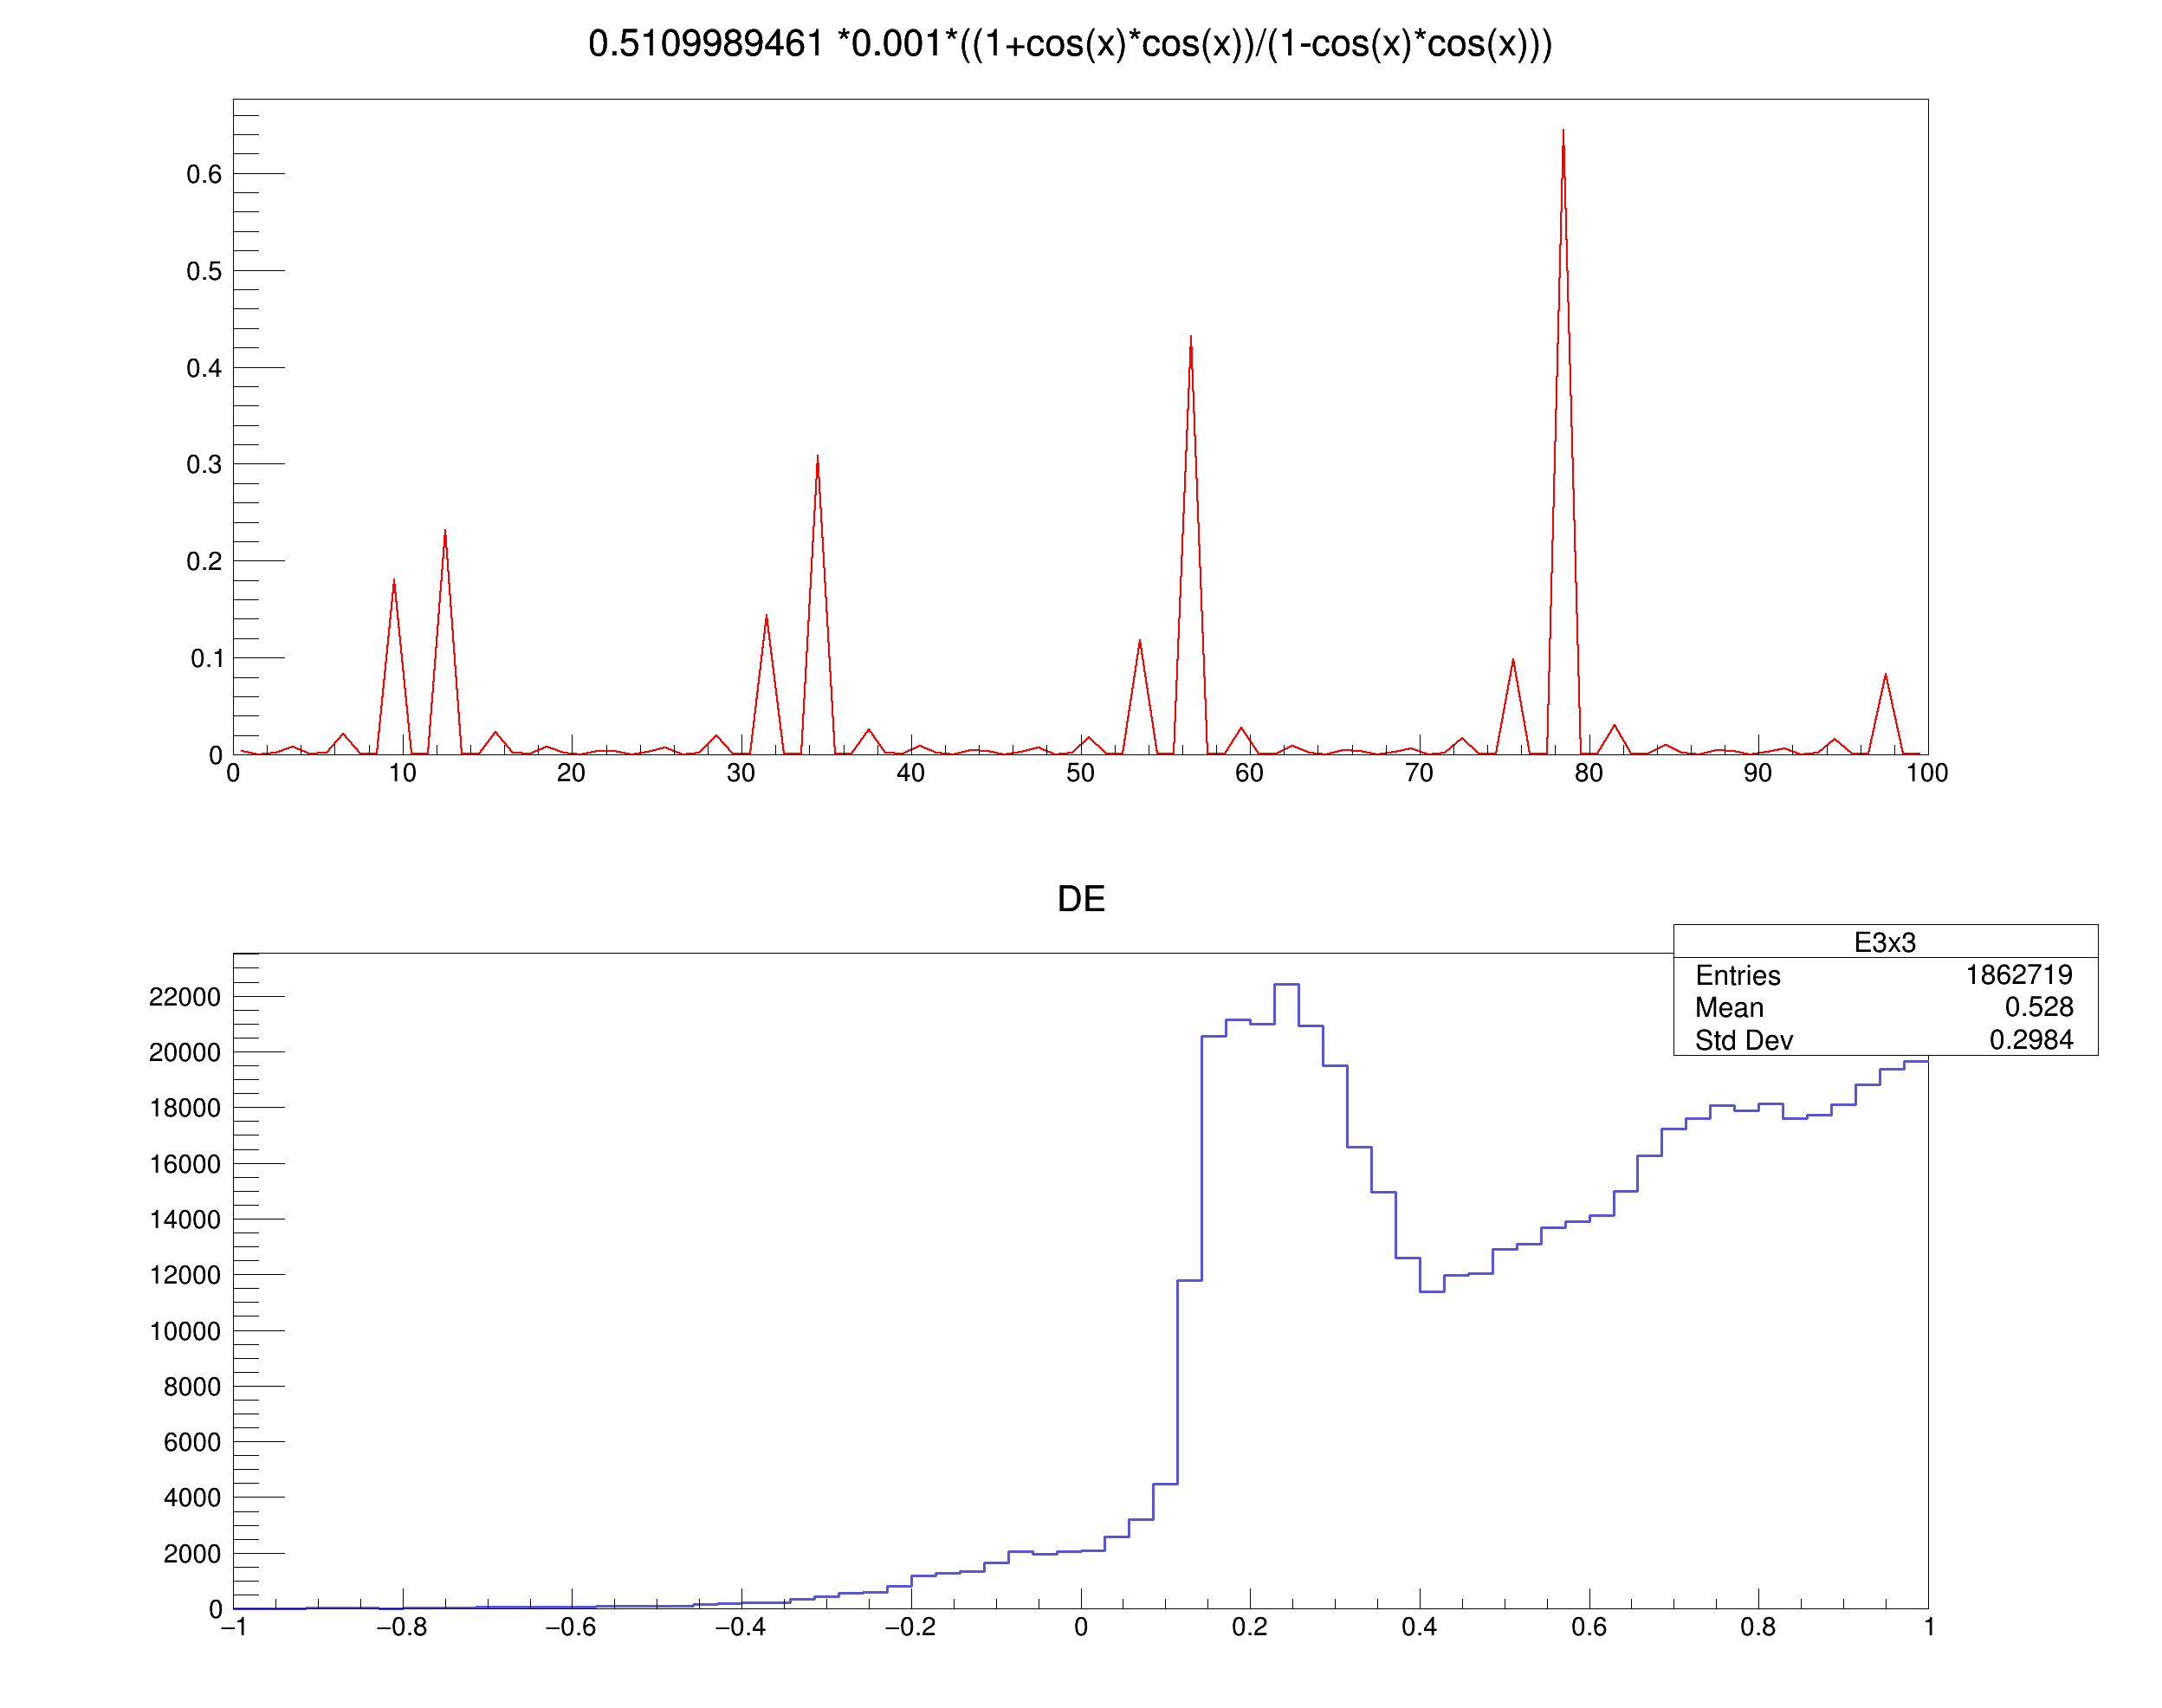 0.5109989461 *0.001*((1+cos(x)*cos(x))/(1-cos(x)*cos(x)))
0.6
0.5
0.4
0.3
0.2
0.1
0
0 10 20 30 40 50 60 70 80 90 100
DE
E3x3
Entries 1862719
Mean 0.528
Std Dev 0.2984
22000
20000
18000
16000
14000
12000
10000
8000
6000
4000
2000
0
−1 −0.8 −0.6 −0.4 −0.2 0 0.2 0.4 0.6 0.8 1